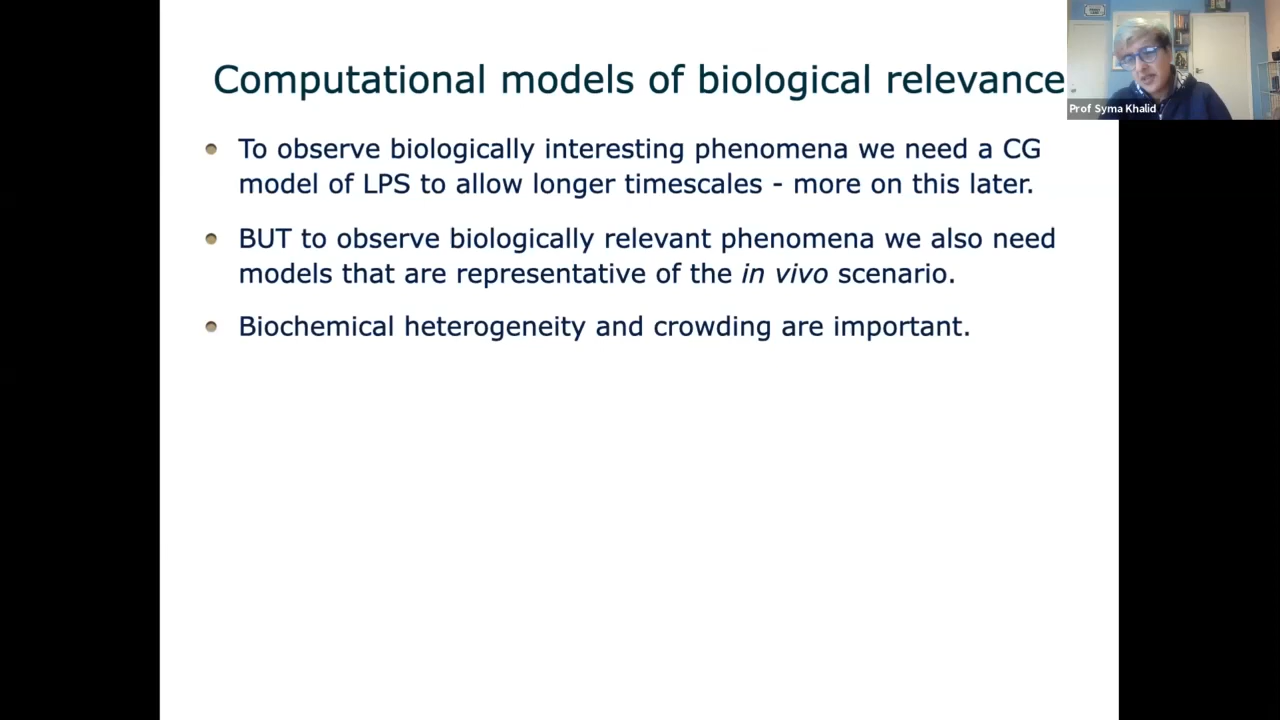 Computational models of biological relevance
Prof Syma Khalid
To observe biologically interesting phenomena we need a CG
model of LPS to allow longer timescales - more on this later.
BUT to observe biologically relevant phenomena we also need
models that are representative of the in vivo scenario.
Biochemical heterogeneity and crowding are important.